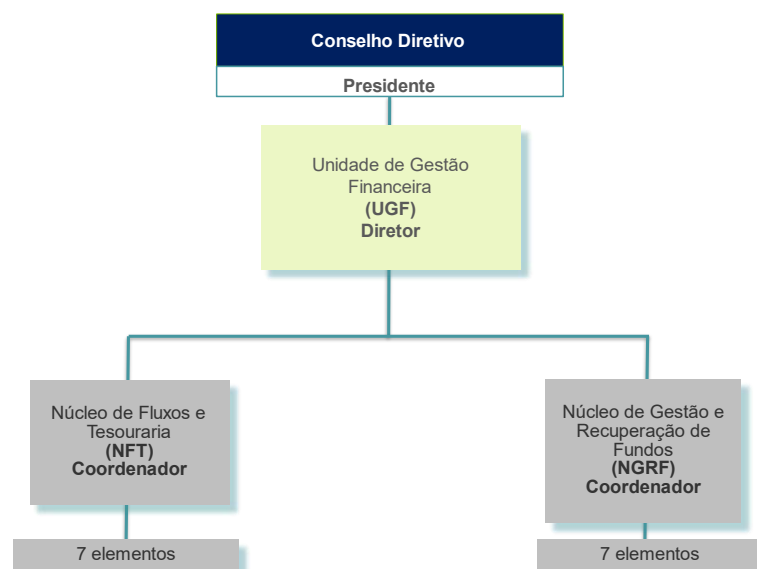 Conselho Diretivo
Presidente
Unidade de Gestão
Financeira
(UGF)
Diretor
Núcleo de Fluxos e
Tesouraria
(NFT)
Coordenador
7 elementos
Núcleo de Gestão e
Recuperação de
Fundos
(NGRF)
Coordenador
7 elementos